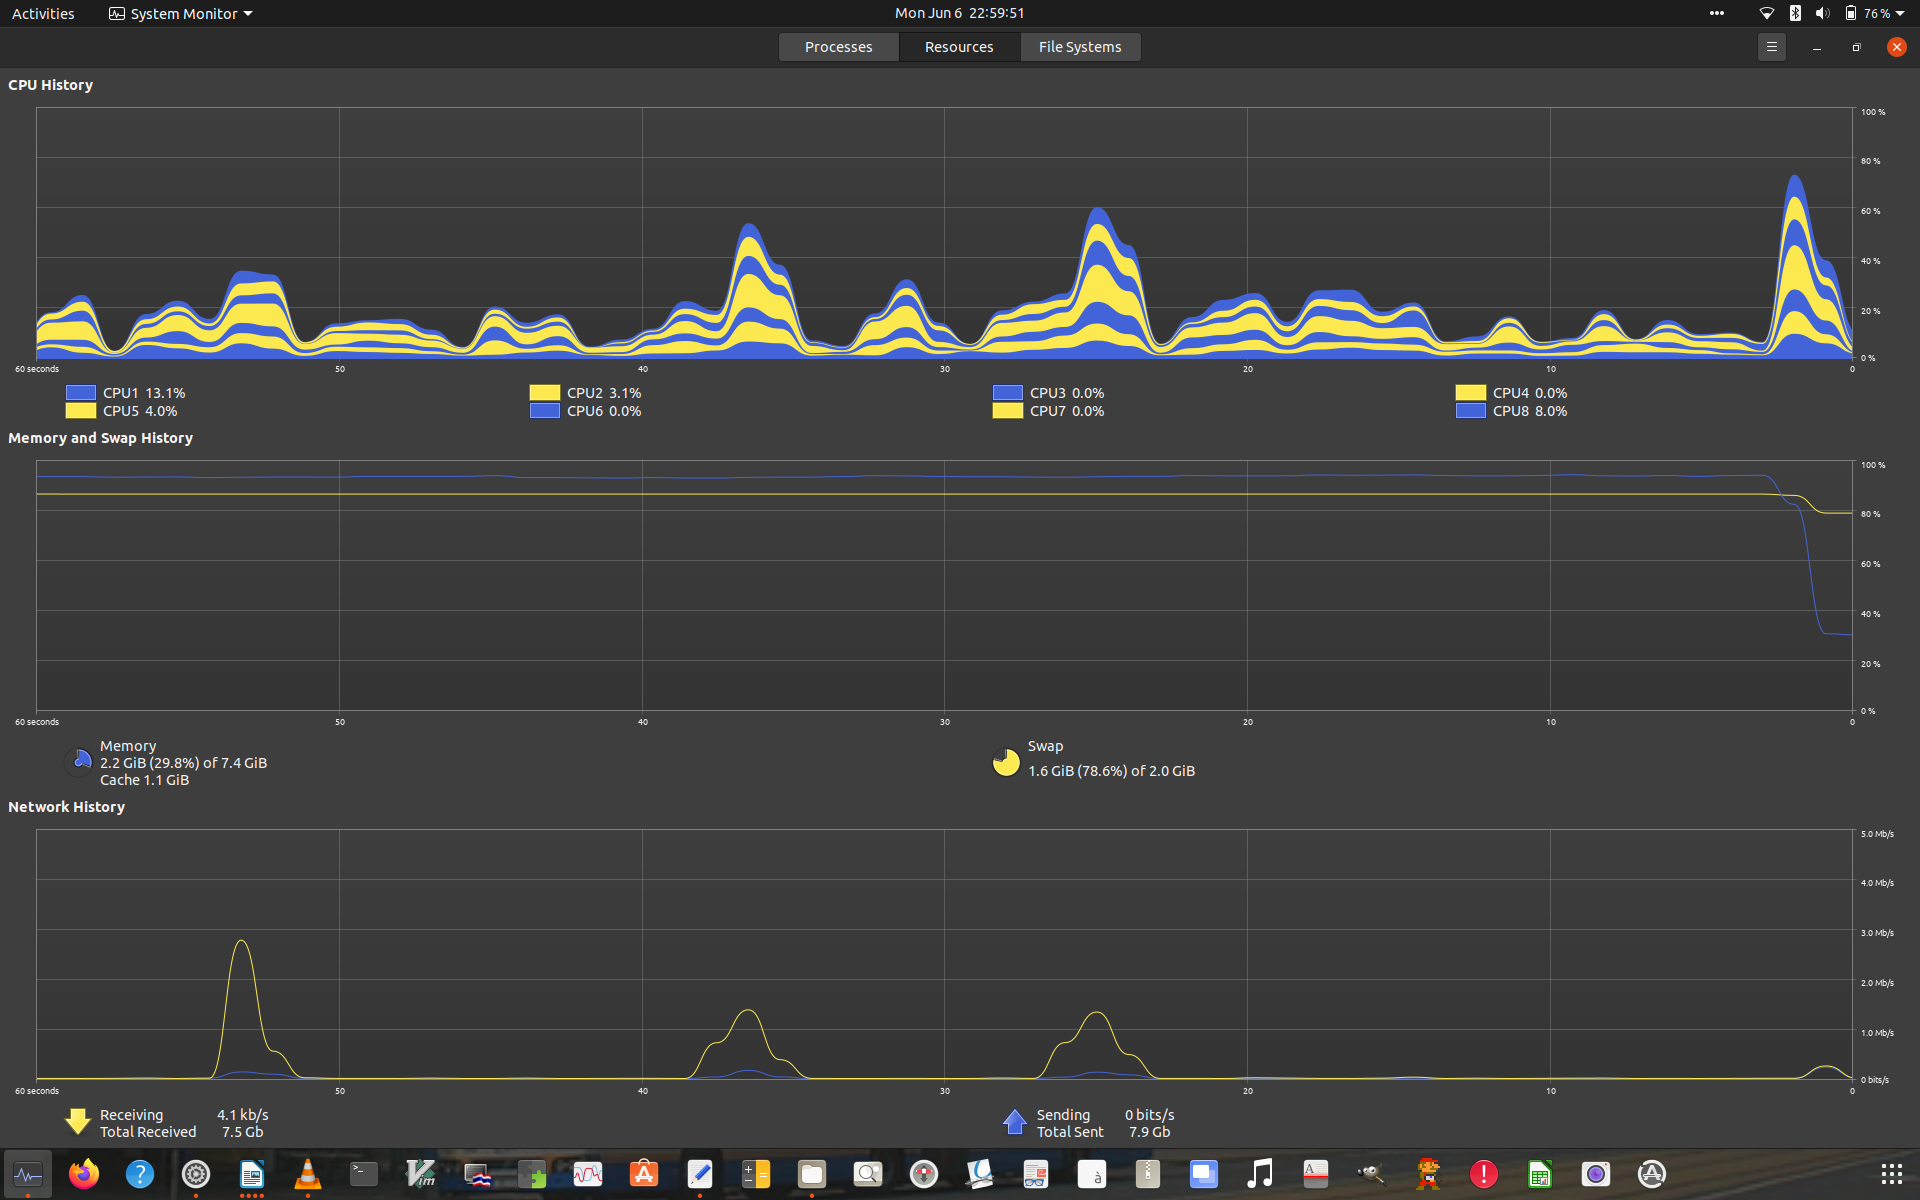 Activities System Monitor Mon Jun 6 22:59:51 76 %
Processes Resources File Systems
CPU History
100 %
80 %
60 %
40 %
20 %
0 %
60 seconds 50 40 30 20 10 0
CPU1 13.1% CPU2 3.1% CPU3 0.0% CPU4 0.0%
CPU5 4.0% CPU6 0.0% CPU7 0.0% CPU8 8.0%
Memory and Swap History
100 %
80 %
60 %
40 %
20 %
0 %
60 seconds 50 40 30 20 10 0
Memory
2.2 GiB (29.8%) of 7.4 GiB
Cache 1.1 GiB
Swap
1.6 GiB (78.6%) of 2.0 GiB
Network History
5.0 Mb/s
4.0 Mb/s
3.0 Mb/s
2.0 Mb/s
1.0 Mb/s
0 bits/s
60 seconds 50 40 30 20 10 0
Receiving 4.1 kb/s
Total Received 7.5 Gb
Sending 0 bits/s
Total Sent 7.9 Gb